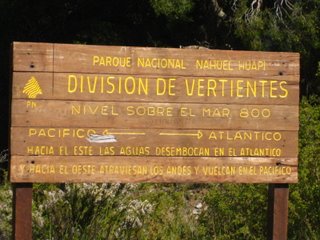 PARQUE NACIONAL NAHUEL HUAPI
DIVISION DE VERTIENTES
PN
NIVEL SOBRE EL MAR 800
PACIFICO ATLANTICO
HACIA EL ESTE LAS AGUAS DESEMBOCAN EN EL ATLANTICO
Y HACIA EL OESTE ATRAVIESAN LOS ANDES Y VUELCAN EN EL PACIFICO